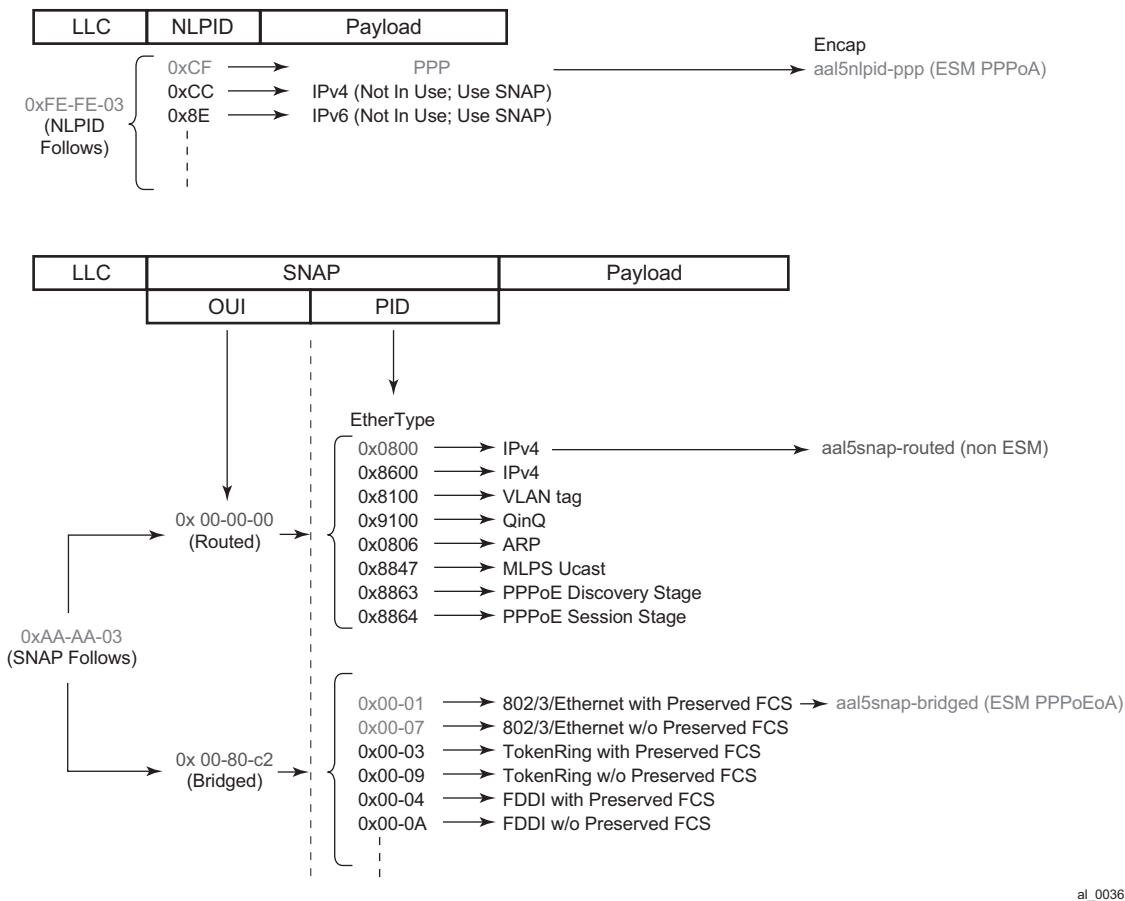 LLC NLPID Payload
Encap
0xCF PPP aal5nlpid-ppp (ESM PPPoA)
0xCC IPv4 (Not In Use; Use SNAP)
0x8E IPv6 (Not In Use; Use SNAP)
0xFE-FE-03
(NLPID
Follows)
LLC SNAP Payload
OUI PID
EtherType
0x0800 IPv4 aal5snap-routed (non ESM)
0x8600 IPv4
0x8100 VLAN tag
0x9100 QinQ
0x0806 ARP
0x8847 MLPS Ucast
0x8863 PPPoE Discovery Stage
0x8864 PPPoE Session Stage
0x 00-00-00
(Routed)
0xAA-AA-03
(SNAP Follows)
0x00-01 802/3/Ethernet with Preserved FCS aal5snap-bridged (ESM PPPoEoA)
0x00-07 802/3/Ethernet w/o Preserved FCS
0x00-03 TokenRing with Preserved FCS
0x00-09 TokenRing w/o Preserved FCS
0x00-04 FDDI with Preserved FCS
0x00-0A FDDI w/o Preserved FCS
0x 00-80-c2
(Bridged)
al_0036